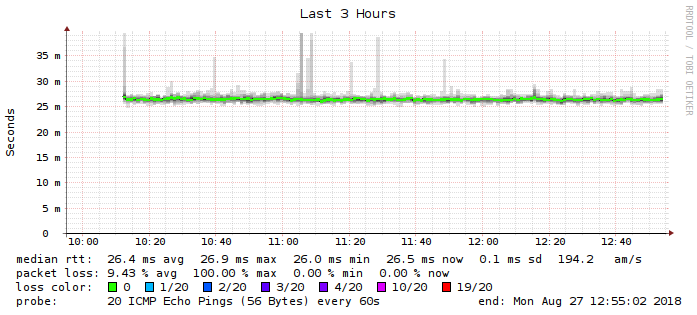 Last 3 Hours
RRDTOOL / TOBI OETIKER
Seconds
35 m
30 m
25 m
20 m
15 m
10 m
5 m
0
10:00 10:20 10:40 11:00 11:20 11:40 12:00 12:20 12:40
median rtt: 26.4 ms avg 26.9 ms max 26.0 ms min 26.5 ms now 0.1 ms sd 194.2 am/s
packet loss: 9.43 % avg 100.00 % max 0.00 % min 0.00 % now
loss color: 0 1/20 2/20 3/20 4/20 10/20 19/20
probe: 20 ICMP Echo Pings (56 Bytes) every 60s end: Mon Aug 27 12:55:02 2018